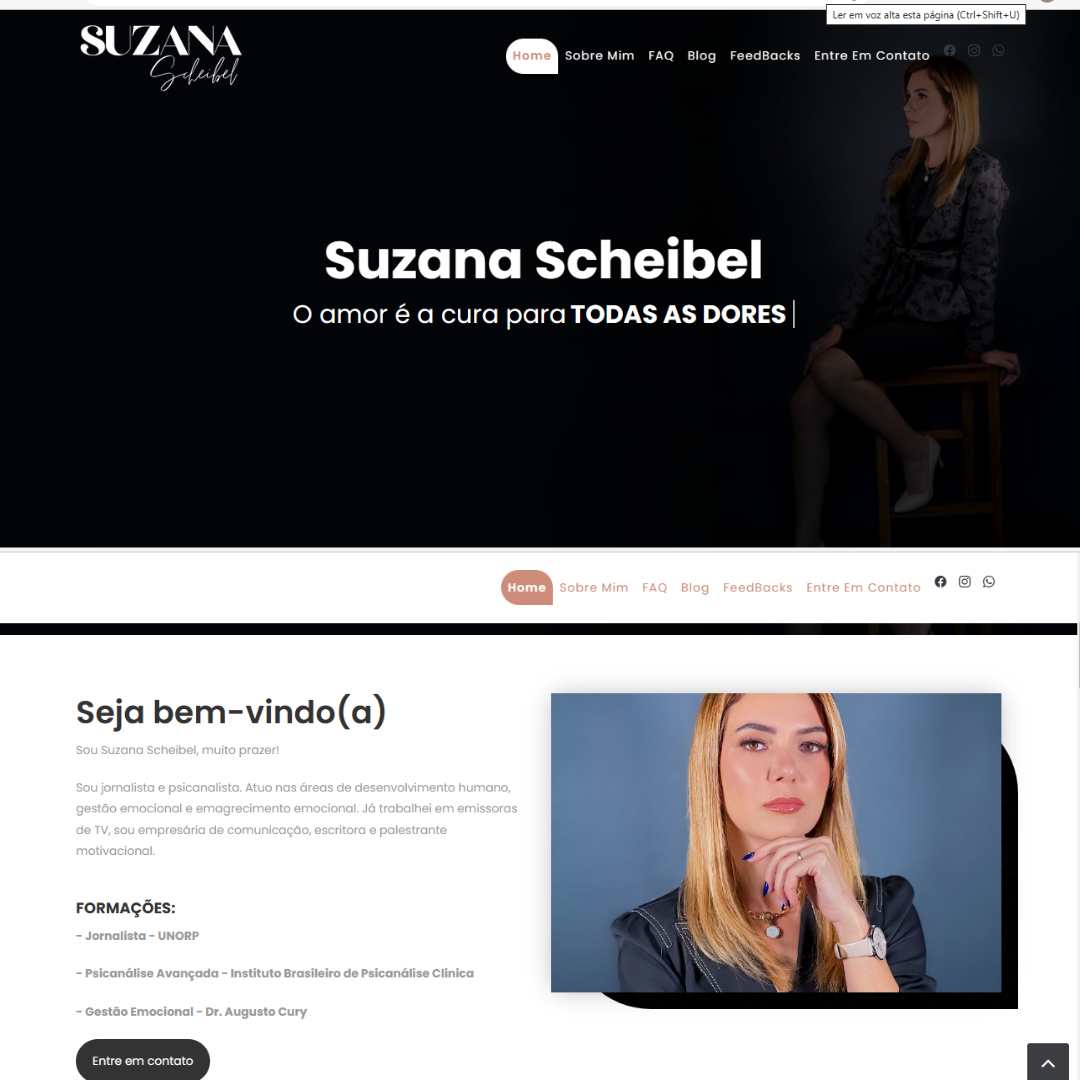 Ler em voz alta esta página (Ctrl+Shift+U)
SUZANA
Scheibel
Home Sobre Mim FAQ Blog FeedBacks Entre Em Contato
Suzana Scheibel
O amor é a cura para TODAS AS DORES
Home Sobre Mim FAQ Blog FeedBacks Entre Em Contato
Seja bem-vindo(a)
Sou Suzana Scheibel, muito prazer!
Sou jornalista e psicanalista. Atuo nas áreas de desenvolvimento humano,
gestão emocional e emagrecimento emocional. Já trabalhei em emissoras
de TV, sou empresária de comunicação, escritora e palestrante
motivacional.
FORMAÇÕES:
- Jornalista - UNORP
- Psicanálise Avançada - Instituto Brasileiro de Psicanálise Clinica
- Gestão Emocional - Dr. Augusto Cury
Entre em contato